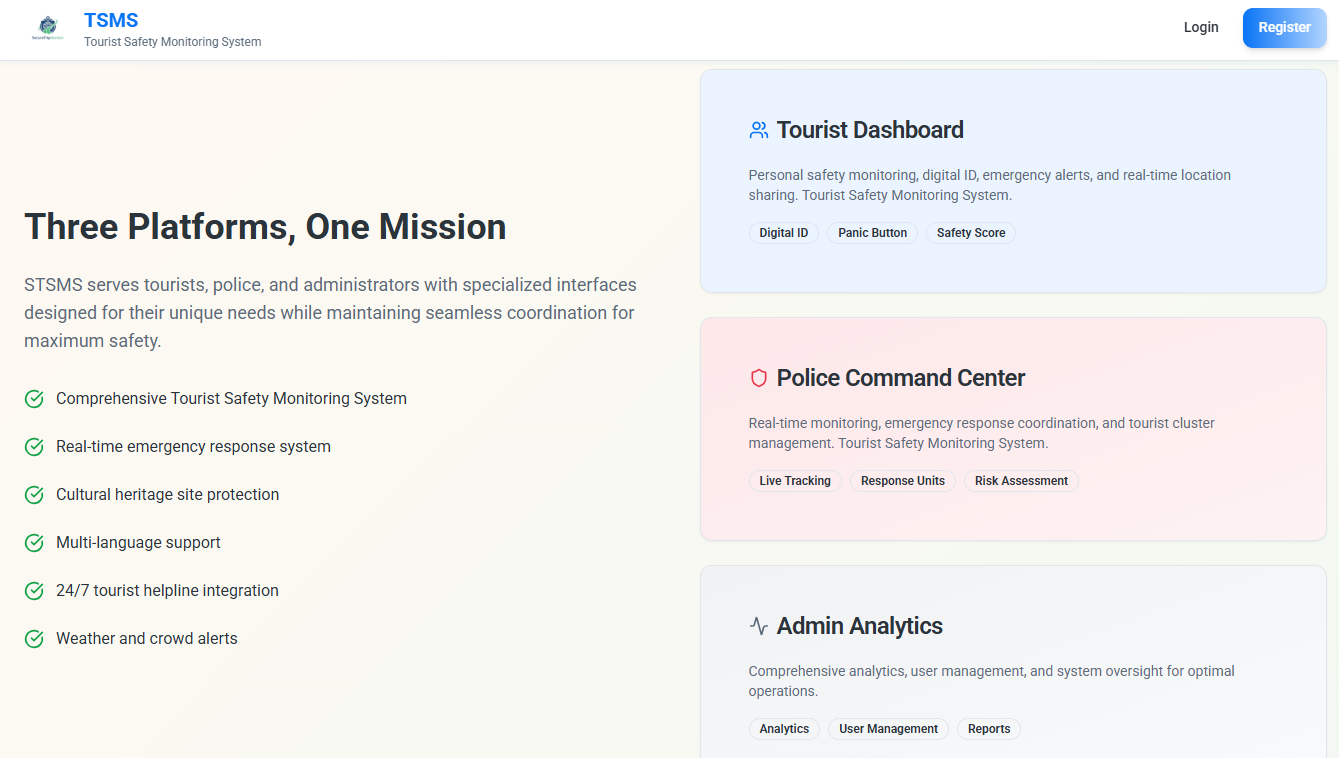 TSMS
Tourist Safety Monitoring System
Login
Register
Three Platforms, One Mission
STSMS serves tourists, police, and administrators with specialized interfaces
designed for their unique needs while maintaining seamless coordination for
maximum safety.
Comprehensive Tourist Safety Monitoring System
Real-time emergency response system
Cultural heritage site protection
Multi-language support
24/7 tourist helpline integration
Weather and crowd alerts
Tourist Dashboard
Personal safety monitoring, digital ID, emergency alerts, and real-time location
sharing. Tourist Safety Monitoring System.
Digital ID
Panic Button
Safety Score
Police Command Center
Real-time monitoring, emergency response coordination, and tourist cluster
management. Tourist Safety Monitoring System.
Live Tracking
Response Units
Risk Assessment
Admin Analytics
Comprehensive analytics, user management, and system oversight for optimal
operations.
Analytics
User Management
Reports